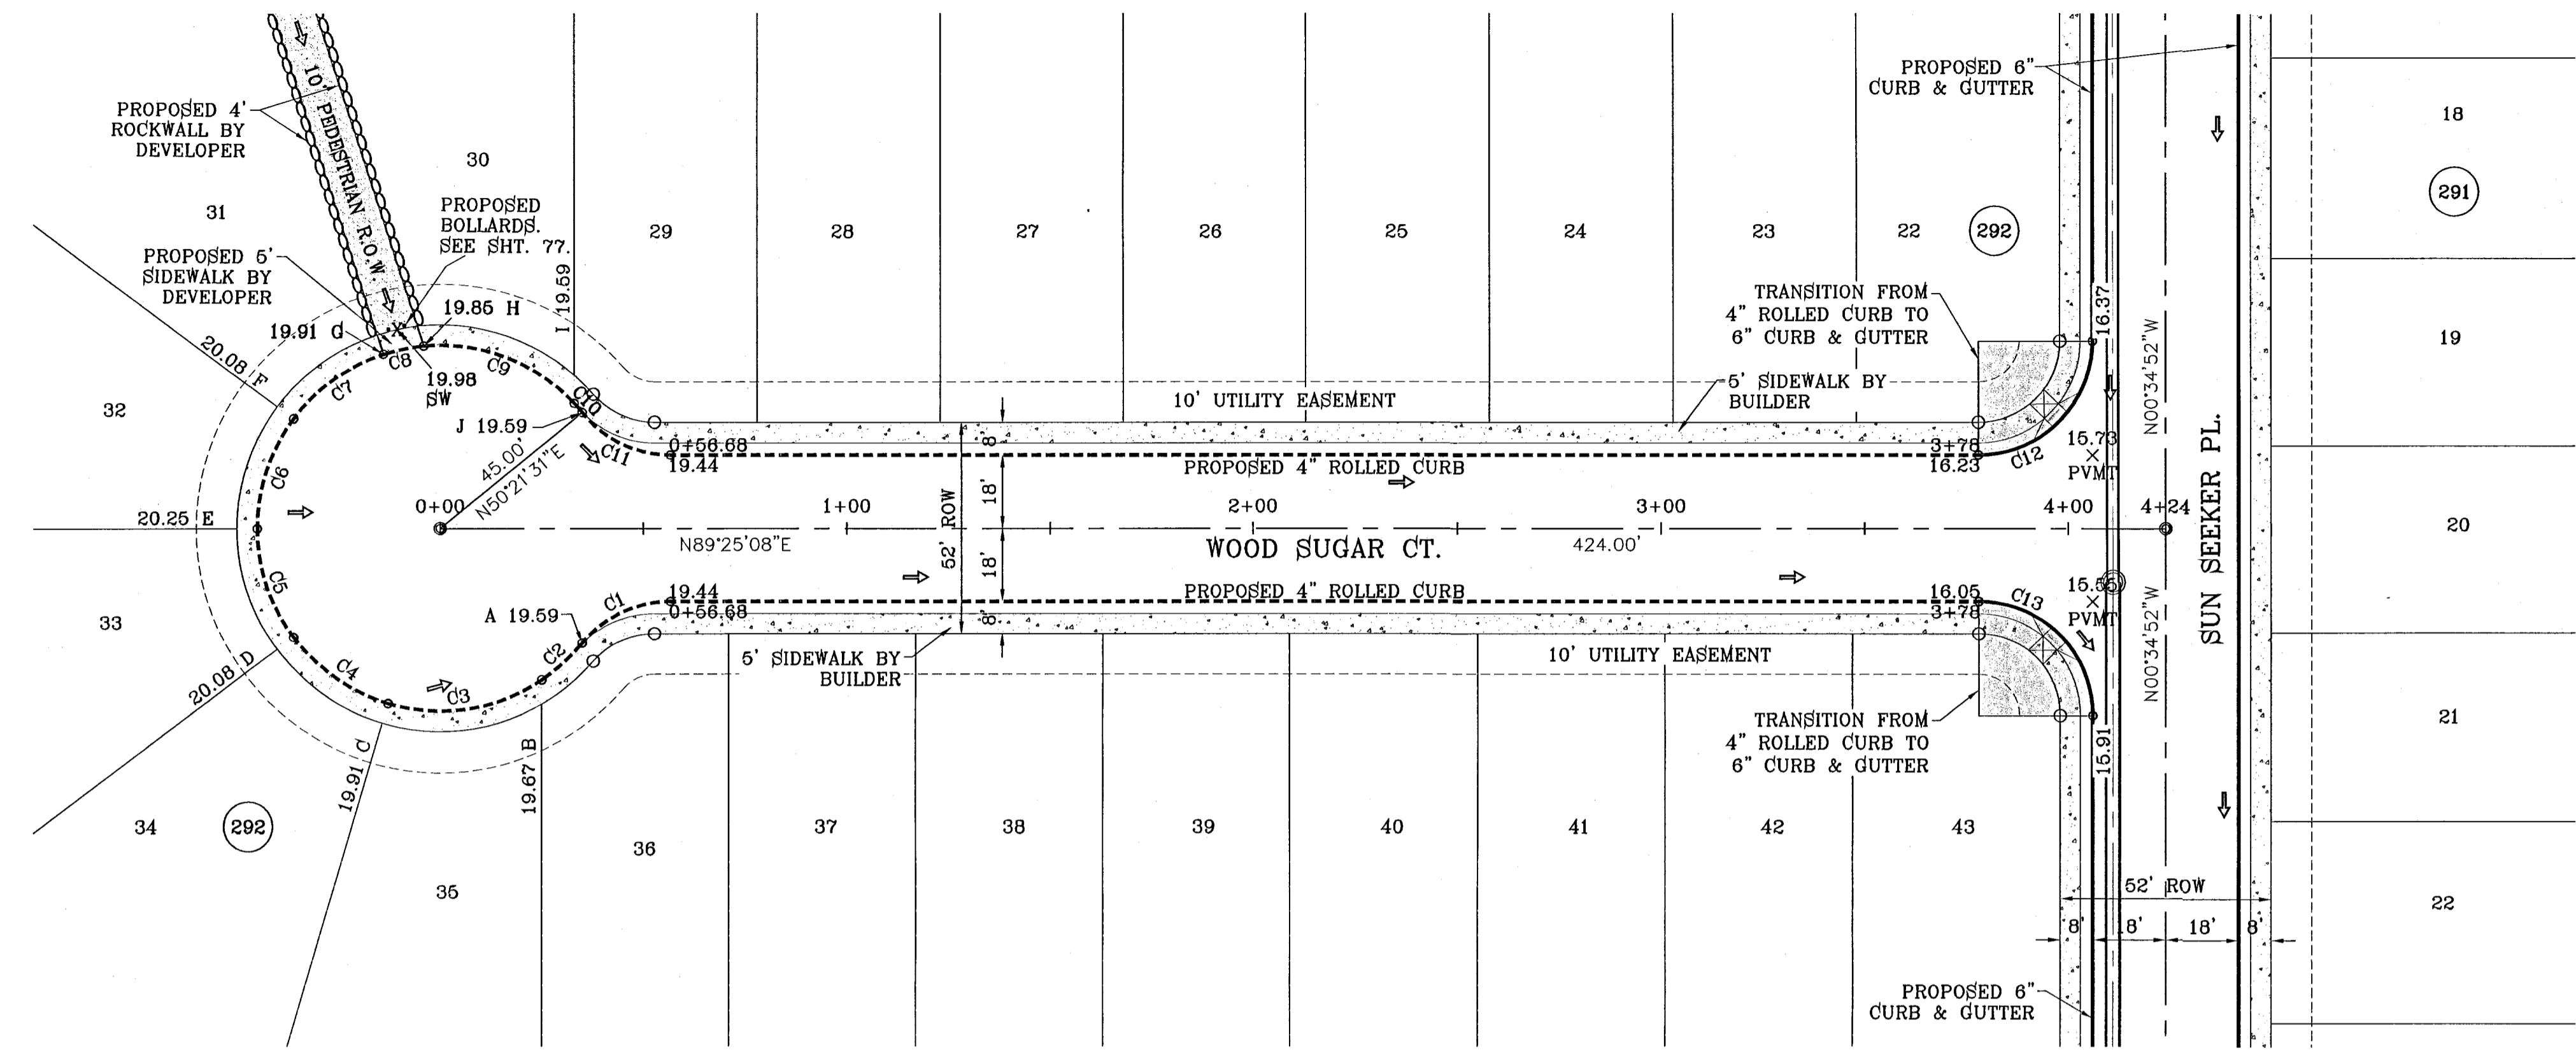 PROPOSED 4'
ROCKWALL BY
DEVELOPER
10' PEDESTRIAN R.O.W.
31
30
PROPOSED
BOLLARDS.
SEE SHT. 77.
PROPOSED 5'
SIDEWALK BY
DEVELOPER
I 19.59
29
28
27
26
25
24
23
22
292
PROPOSED 6"
CURB & GUTTER
18
291
19
20
21
22
TRANSITION FROM
4" ROLLED CURB TO
6" CURB & GUTTER
16.37
N00°34'52"W
19.91 G
19.85 H
20.08 F
C7
C8
C9
19.98
SW
C10
J 19.59
C11
32
C6
20.25 E
45.00'
N50°21'31"E
0+56.68
19.44
10' UTILITY EASEMENT
5' SIDEWALK BY
BUILDER
8'
PROPOSED 4" ROLLED CURB
3+78
16.23
C12
15.73
PVMT
0+00
1+00
2+00
3+00
4+00
4+24
N89°25'08"E
52' ROW
18'
18'
WOOD SUGAR CT.
424.00'
SUN SEEKER PL.
PROPOSED 4" ROLLED CURB
19.44
0+56.68
8'
16.05
3+78
C13
15.55
PVMT
N00°34'52"W
C5
33
A 19.59
C1
C2
C3
C4
20.08 D
19.91 C
19.67 B
5' SIDEWALK BY
BUILDER
10' UTILITY EASEMENT
TRANSITION FROM
4" ROLLED CURB TO
6" CURB & GUTTER
15.91
34
292
35
36
37
38
39
40
41
42
43
52' ROW
8'
18'
18'
8'
PROPOSED 6"
CURB & GUTTER